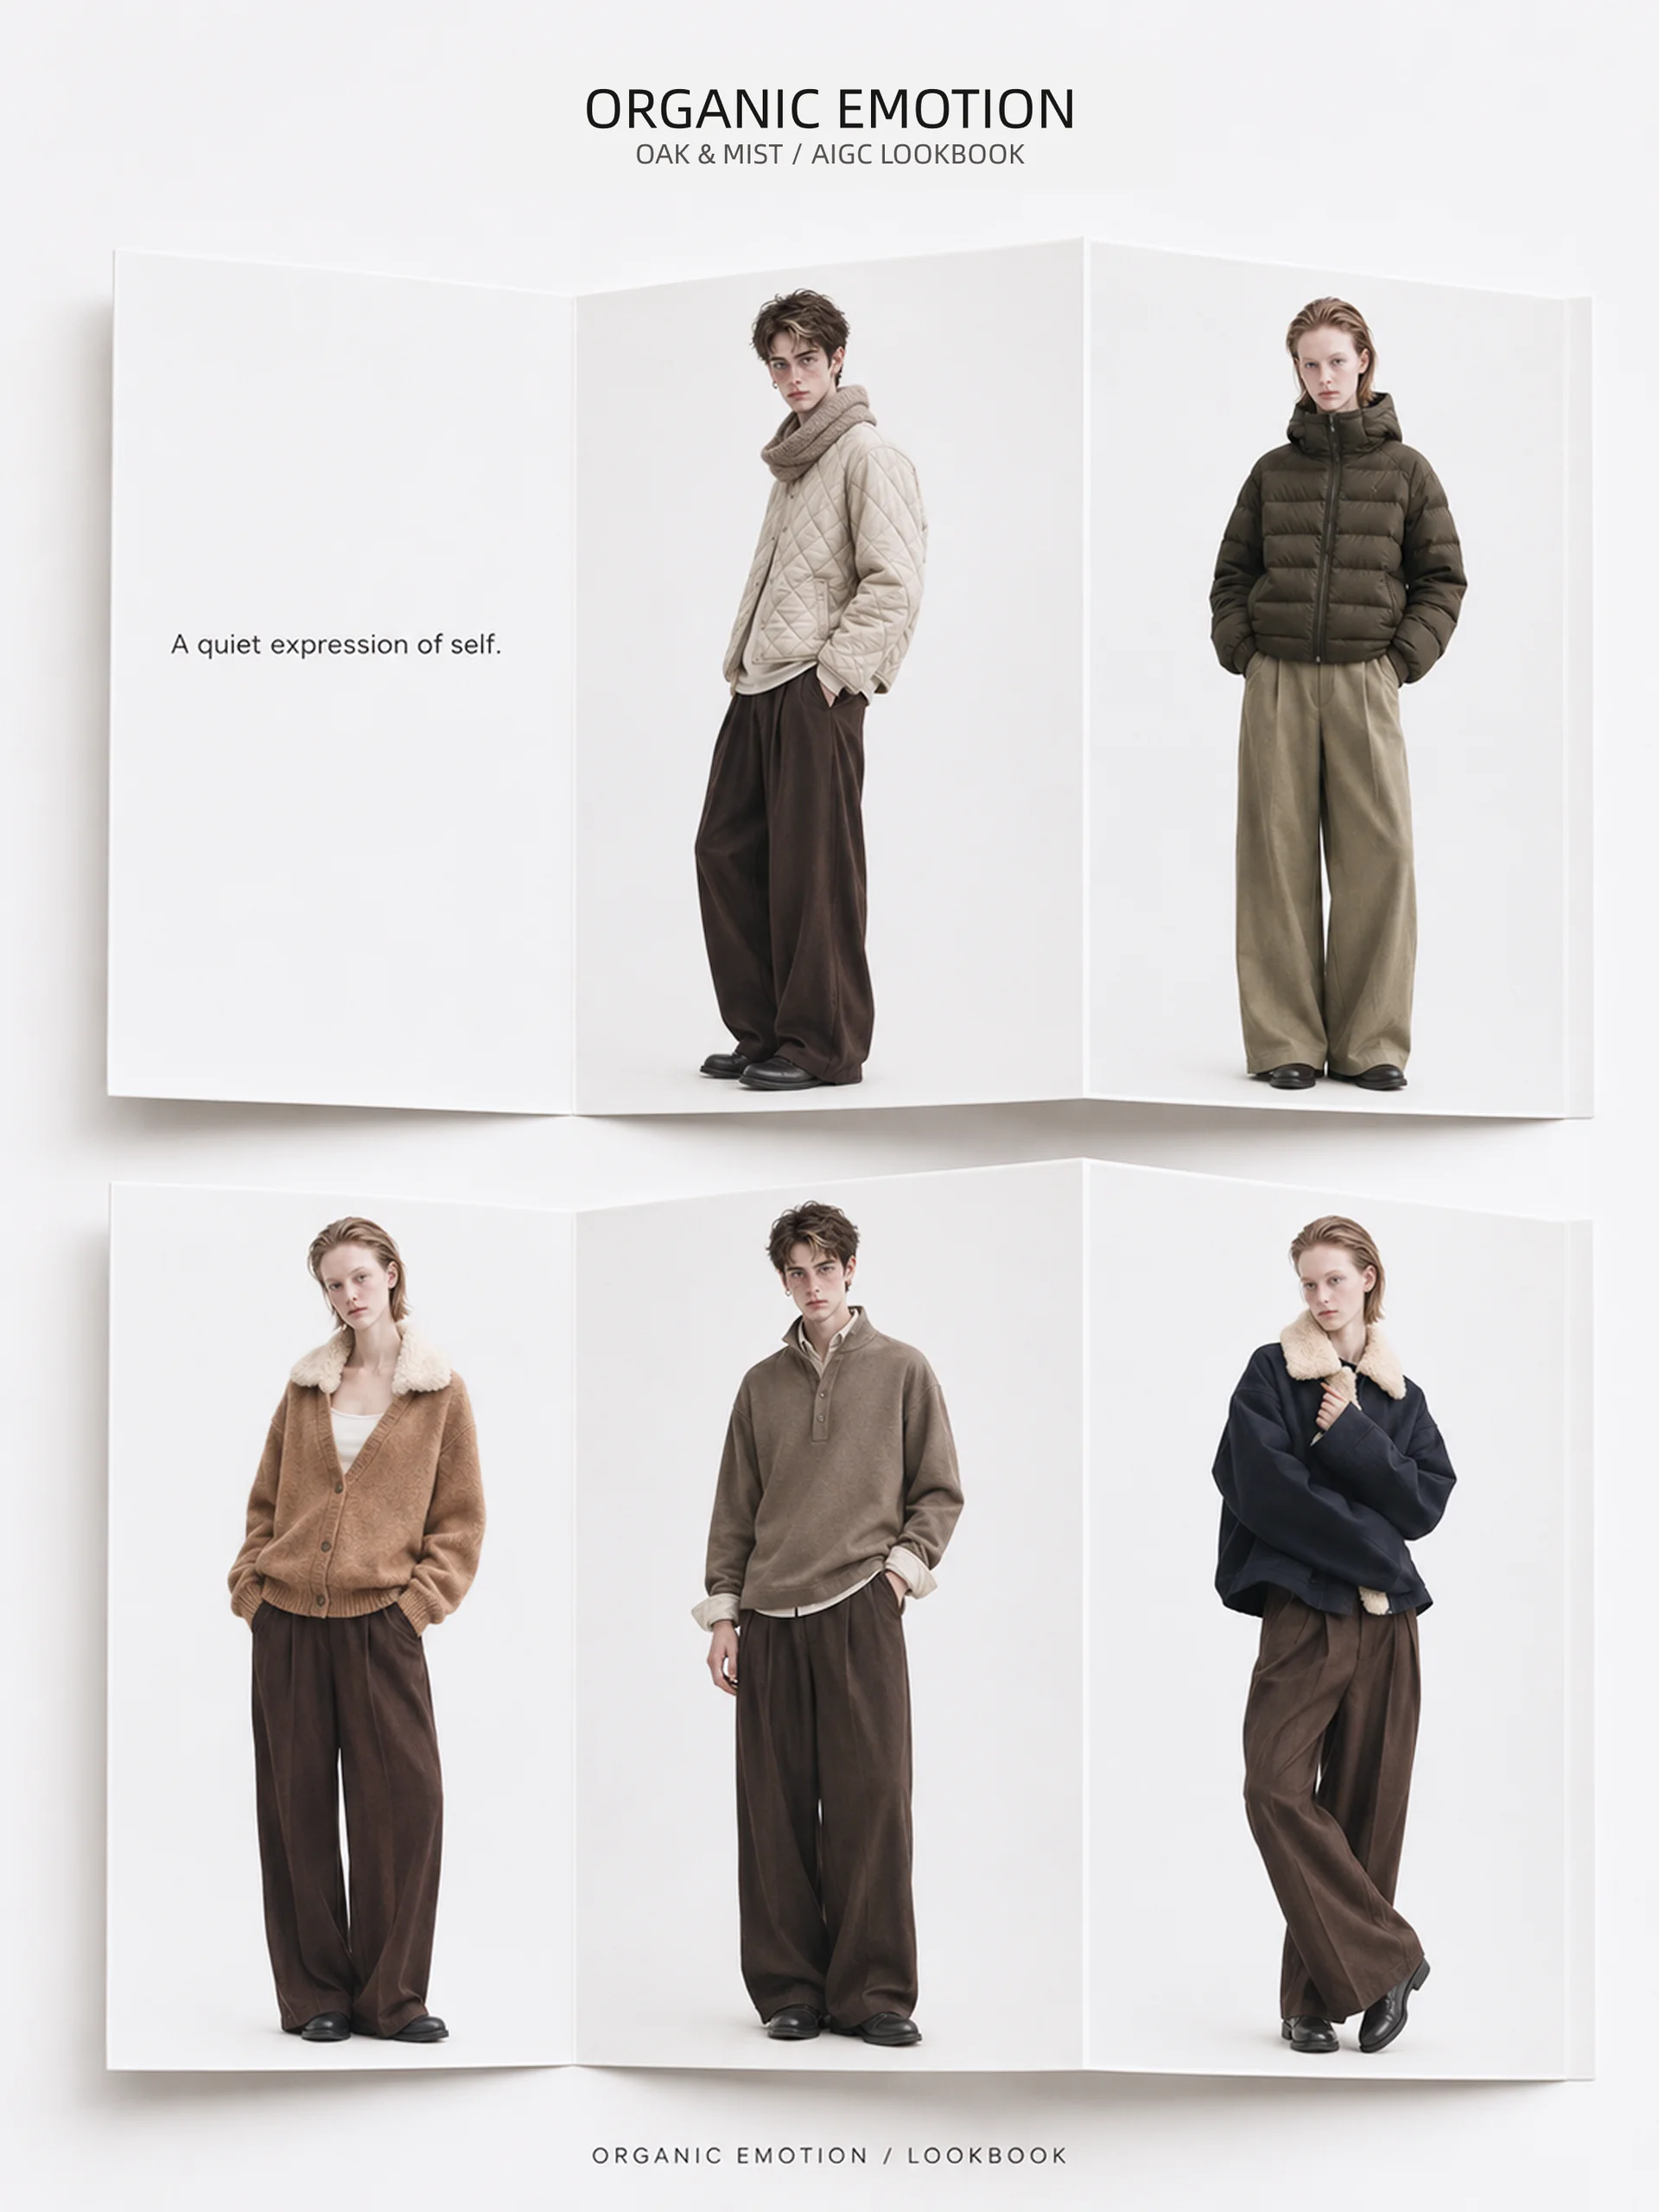 ORGANIC EMOTION
OAK & MIST / AIGC LOOKBOOK
A quiet expression of self.
ORGANIC EMOTION / LOOKBOOK